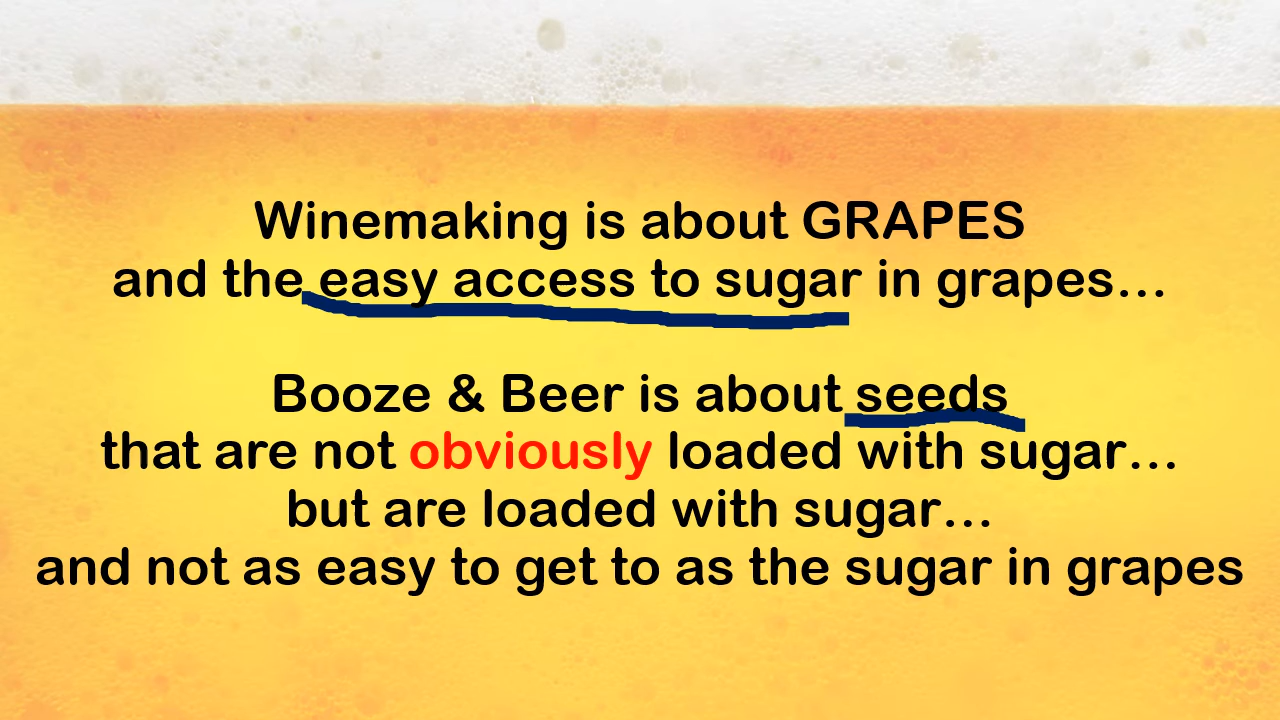 Winemaking is about GRAPES
and the easy access to sugar in grapes...
Booze & Beer is about seeds
that are not obviously loaded with sugar...
but are loaded with sugar...
and not as easy to get to as the sugar in grapes